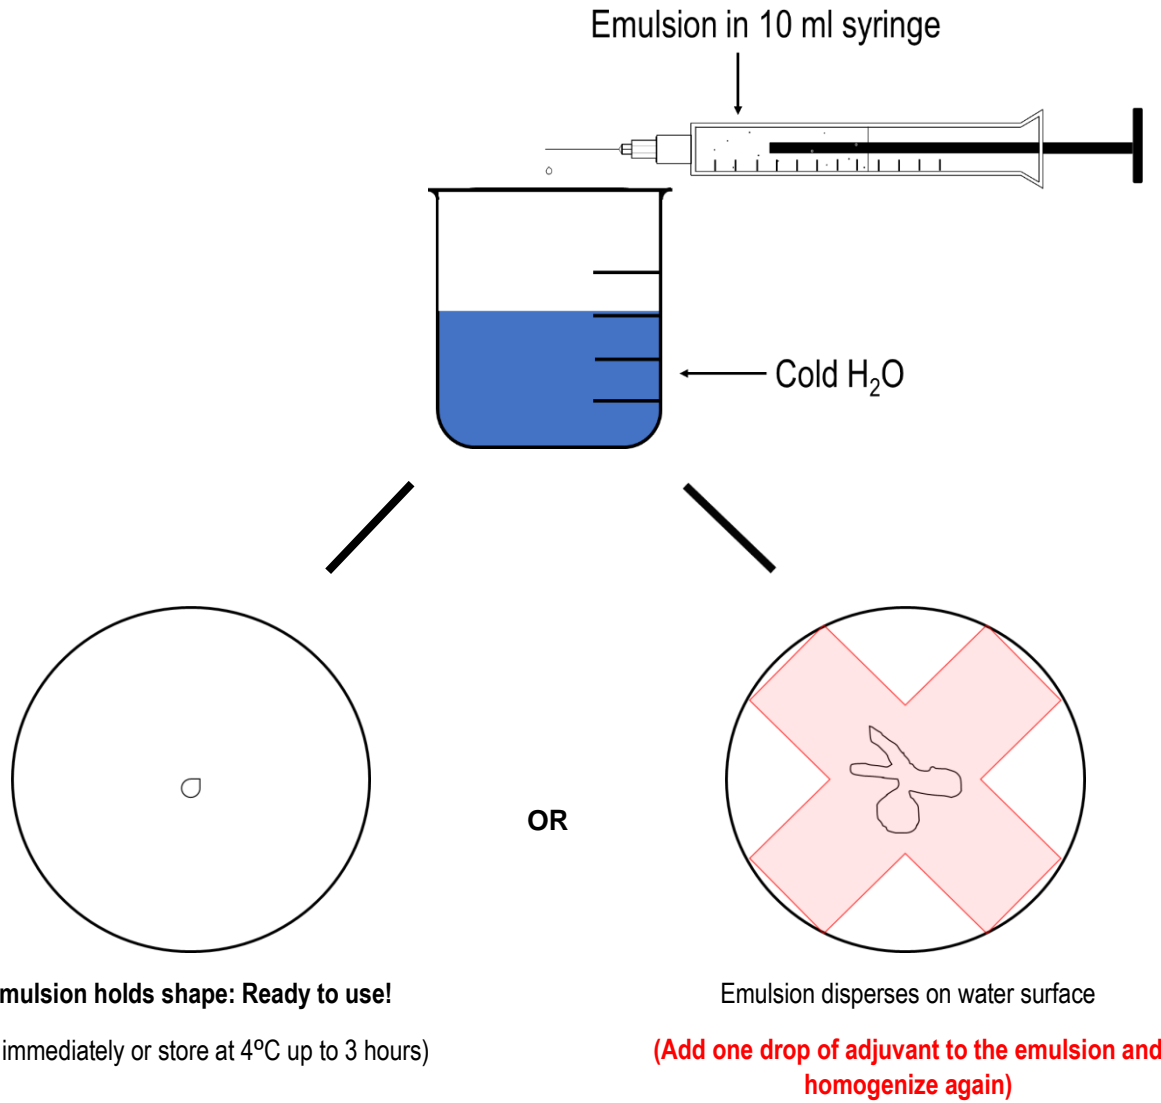 Emulsion in 10 ml syringe
Cold H₂O
OR
mulsion holds shape: Ready to use!
immediately or store at 4ºC up to 3 hours)
Emulsion disperses on water surface
(Add one drop of adjuvant to the emulsion and
homogenize again)